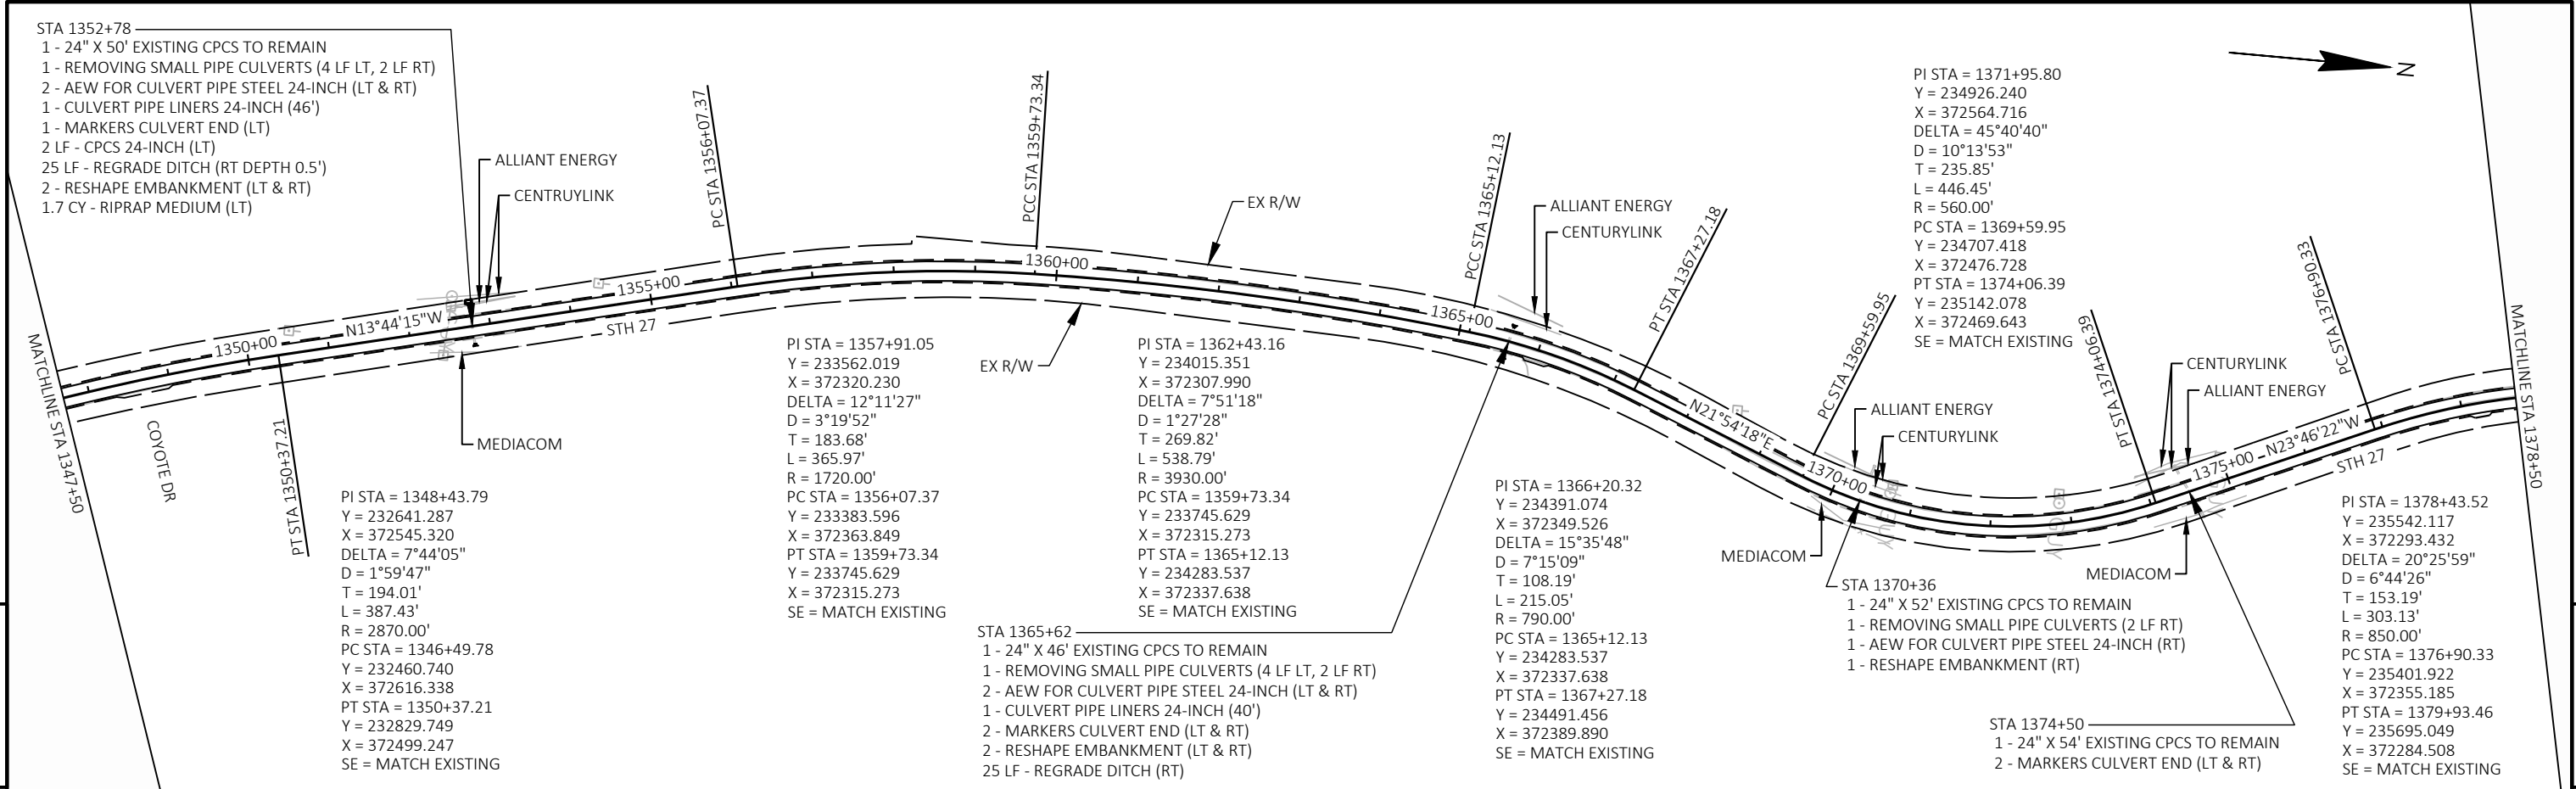 STA 1352+78
1 - 24" X 50' EXISTING CPCS TO REMAIN
1 - REMOVING SMALL PIPE CULVERTS (4 LF LT, 2 LF RT)
2 - AEW FOR CULVERT PIPE STEEL 24-INCH (LT & RT)
1 - CULVERT PIPE LINERS 24-INCH (46')
1 - MARKERS CULVERT END (LT)
2 LF - CPCS 24-INCH (LT)
25 LF - REGRADE DITCH (RT DEPTH 0.5')
2 - RESHAPE EMBANKMENT (LT & RT)
1.7 CY - RIPRAP MEDIUM (LT)
ALLIANT ENERGY
CENTRUYLINK
PC STA 1356+07.37
PCC STA 1359+73.34
EX R/W
PCC STA 1365+12.13
ALLIANT ENERGY
CENTURYLINK
PT STA 1367+27.18
N
PI STA = 1371+95.80
Y = 234926.240
X = 372564.716
DELTA = 45°40'40"
D = 10°13'53"
T = 235.85'
L = 446.45'
R = 560.00'
PC STA = 1369+59.95
Y = 234707.418
X = 372476.728
PT STA = 1374+06.39
Y = 235142.078
X = 372469.643
SE = MATCH EXISTING
MATCHLINE STA 1347+50
COYOTE DR
1350+00
N13°44'15"W
PT STA 1350+37.21
1355+00
STH 27
MEDIACOM
1360+00
EX R/W
1365+00
N21°54'18"E
PC STA 1369+59.95
1370+00
ALLIANT ENERGY
CENTURYLINK
MEDIACOM
PT STA 1374+06.39
CENTURYLINK
ALLIANT ENERGY
MEDIACOM
1375+00
N23°46'22"W
STH 27
PC STA 1376+90.33
MATCHLINE STA 1378+50
PI STA = 1348+43.79
Y = 232641.287
X = 372545.320
DELTA = 7°44'05"
D = 1°59'47"
T = 194.01'
L = 387.43'
R = 2870.00'
PC STA = 1346+49.78
Y = 232460.740
X = 372616.338
PT STA = 1350+37.21
Y = 232829.749
X = 372499.247
SE = MATCH EXISTING
PI STA = 1357+91.05
Y = 233562.019
X = 372320.230
DELTA = 12°11'27"
D = 3°19'52"
T = 183.68'
L = 365.97'
R = 1720.00'
PC STA = 1356+07.37
Y = 233383.596
X = 372363.849
PT STA = 1359+73.34
Y = 233745.629
X = 372315.273
SE = MATCH EXISTING
PI STA = 1362+43.16
Y = 234015.351
X = 372307.990
DELTA = 7°51'18"
D = 1°27'28"
T = 269.82'
L = 538.79'
R = 3930.00'
PC STA = 1359+73.34
Y = 233745.629
X = 372315.273
PT STA = 1365+12.13
Y = 234283.537
X = 372337.638
SE = MATCH EXISTING
STA 1365+62
1 - 24" X 46' EXISTING CPCS TO REMAIN
1 - REMOVING SMALL PIPE CULVERTS (4 LF LT, 2 LF RT)
2 - AEW FOR CULVERT PIPE STEEL 24-INCH (LT & RT)
1 - CULVERT PIPE LINERS 24-INCH (40')
2 - MARKERS CULVERT END (LT & RT)
2 - RESHAPE EMBANKMENT (LT & RT)
25 LF - REGRADE DITCH (RT)
PI STA = 1366+20.32
Y = 234391.074
X = 372349.526
DELTA = 15°35'48"
D = 7°15'09"
T = 108.19'
L = 215.05'
R = 790.00'
PC STA = 1365+12.13
Y = 234283.537
X = 372337.638
PT STA = 1367+27.18
Y = 234491.456
X = 372389.890
SE = MATCH EXISTING
STA 1370+36
1 - 24" X 52' EXISTING CPCS TO REMAIN
1 - REMOVING SMALL PIPE CULVERTS (2 LF RT)
1 - AEW FOR CULVERT PIPE STEEL 24-INCH (RT)
1 - RESHAPE EMBANKMENT (RT)
STA 1374+50
1 - 24" X 54' EXISTING CPCS TO REMAIN
2 - MARKERS CULVERT END (LT & RT)
PI STA = 1378+43.52
Y = 235542.117
X = 372293.432
DELTA = 20°25'59"
D = 6°44'26"
T = 153.19'
L = 303.13'
R = 850.00'
PC STA = 1376+90.33
Y = 235401.922
X = 372355.185
PT STA = 1379+93.46
Y = 235695.049
X = 372284.508
SE = MATCH EXISTING